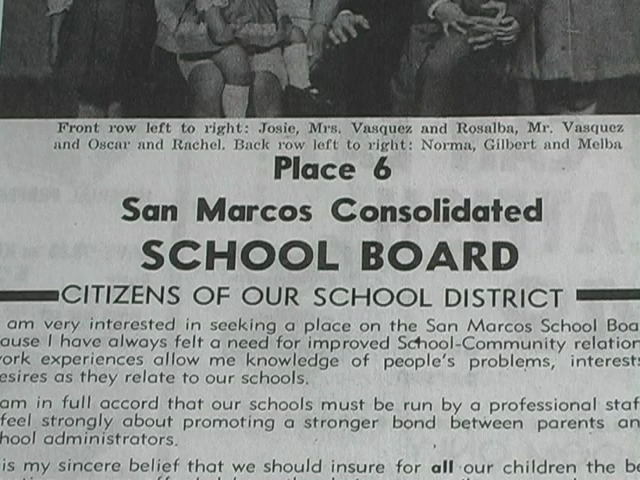 Front row left to right: Josie, Mrs. Vasquez and Rosalba, Mr. Vasquez
and Oscar and Rachel. Back row left to right: Norma, Gilbert and Melba
Place 6
San Marcos Consolidated
SCHOOL BOARD
CITIZENS OF OUR SCHOOL DISTRICT
am very interested in seeking a place on the San Marcos School Boa
ause I have always felt a need for improved School-Community relation
ork experiences allow me knowledge of people's problems, interests
esires as they relate to our schools.
am in full accord that our schools must be run by a professional staf
feel strongly about promoting a stronger bond between parents an
hool administrators.
is my sincere belief that we should insure for all our children the be